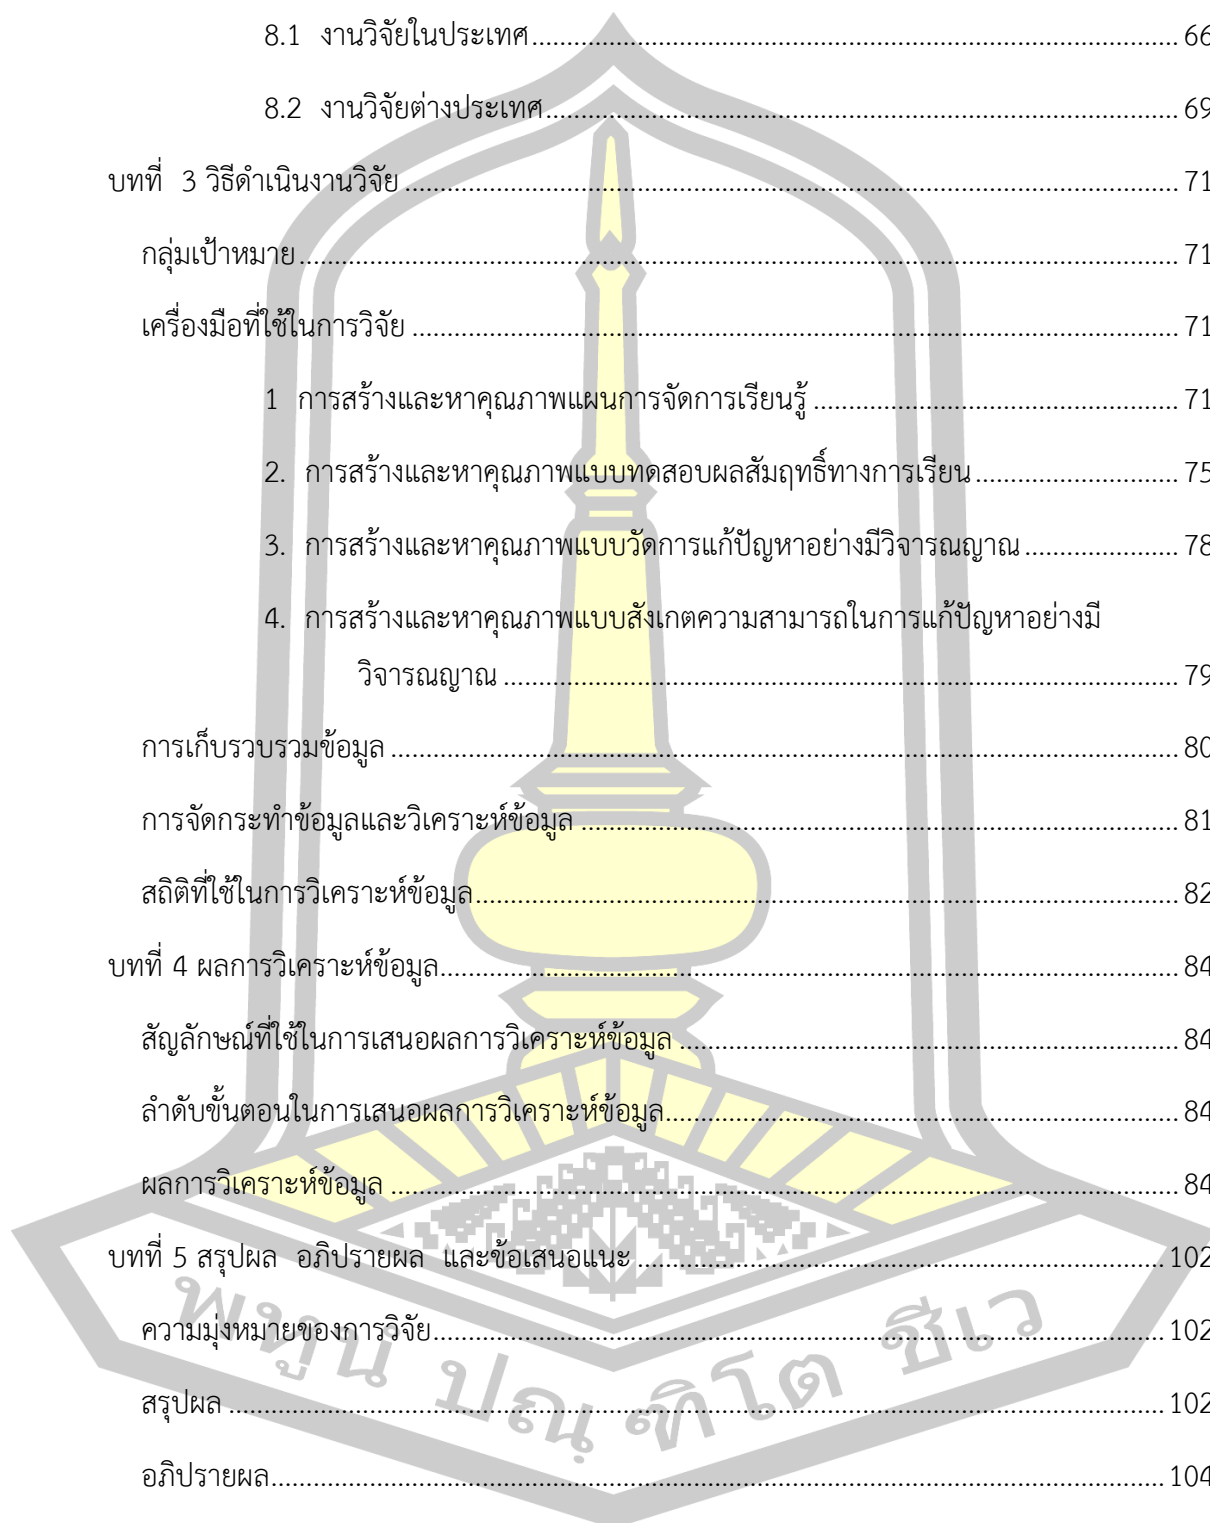 8.1 งานวิจัยในประเทศ 66
8.2 งานวิจัยต่างประเทศ 69
บทที่ 3 วิธีดำเนินงานวิจัย 71
กลุ่มเป้าหมาย 71
เครื่องมือที่ใช้ในการวิจัย 71
1 การสร้างและหาคุณภาพแผนการจัดการเรียนรู้ 71
2. การสร้างและหาคุณภาพแบบทดสอบผลสัมฤทธิ์ทางการเรียน 75
3. การสร้างและหาคุณภาพแบบวัดการแก้ปัญหาอย่างมีวิจารณญาณ 78
4. การสร้างและหาคุณภาพแบบสังเกตความสามารถในการแก้ปัญหาอย่างมี
วิจารณญาณ 79
การเก็บรวบรวมข้อมูล 80
การจัดกระทำข้อมูลและวิเคราะห์ข้อมูล 81
สถิติที่ใช้ในการวิเคราะห์ข้อมูล 82
บทที่ 4 ผลการวิเคราะห์ข้อมูล 84
สัญลักษณ์ที่ใช้ในการเสนอผลการวิเคราะห์ข้อมูล 84
ลำดับขั้นตอนในการเสนอผลการวิเคราะห์ข้อมูล 84
ผลการวิเคราะห์ข้อมูล 84
บทที่ 5 สรุปผล อภิปรายผล และข้อเสนอแนะ 102
ความมุ่งหมายของการวิจัย 102
สรุปผล 102
อภิปรายผล 104
พหูนํ ปณฺฑิโต ชีเว